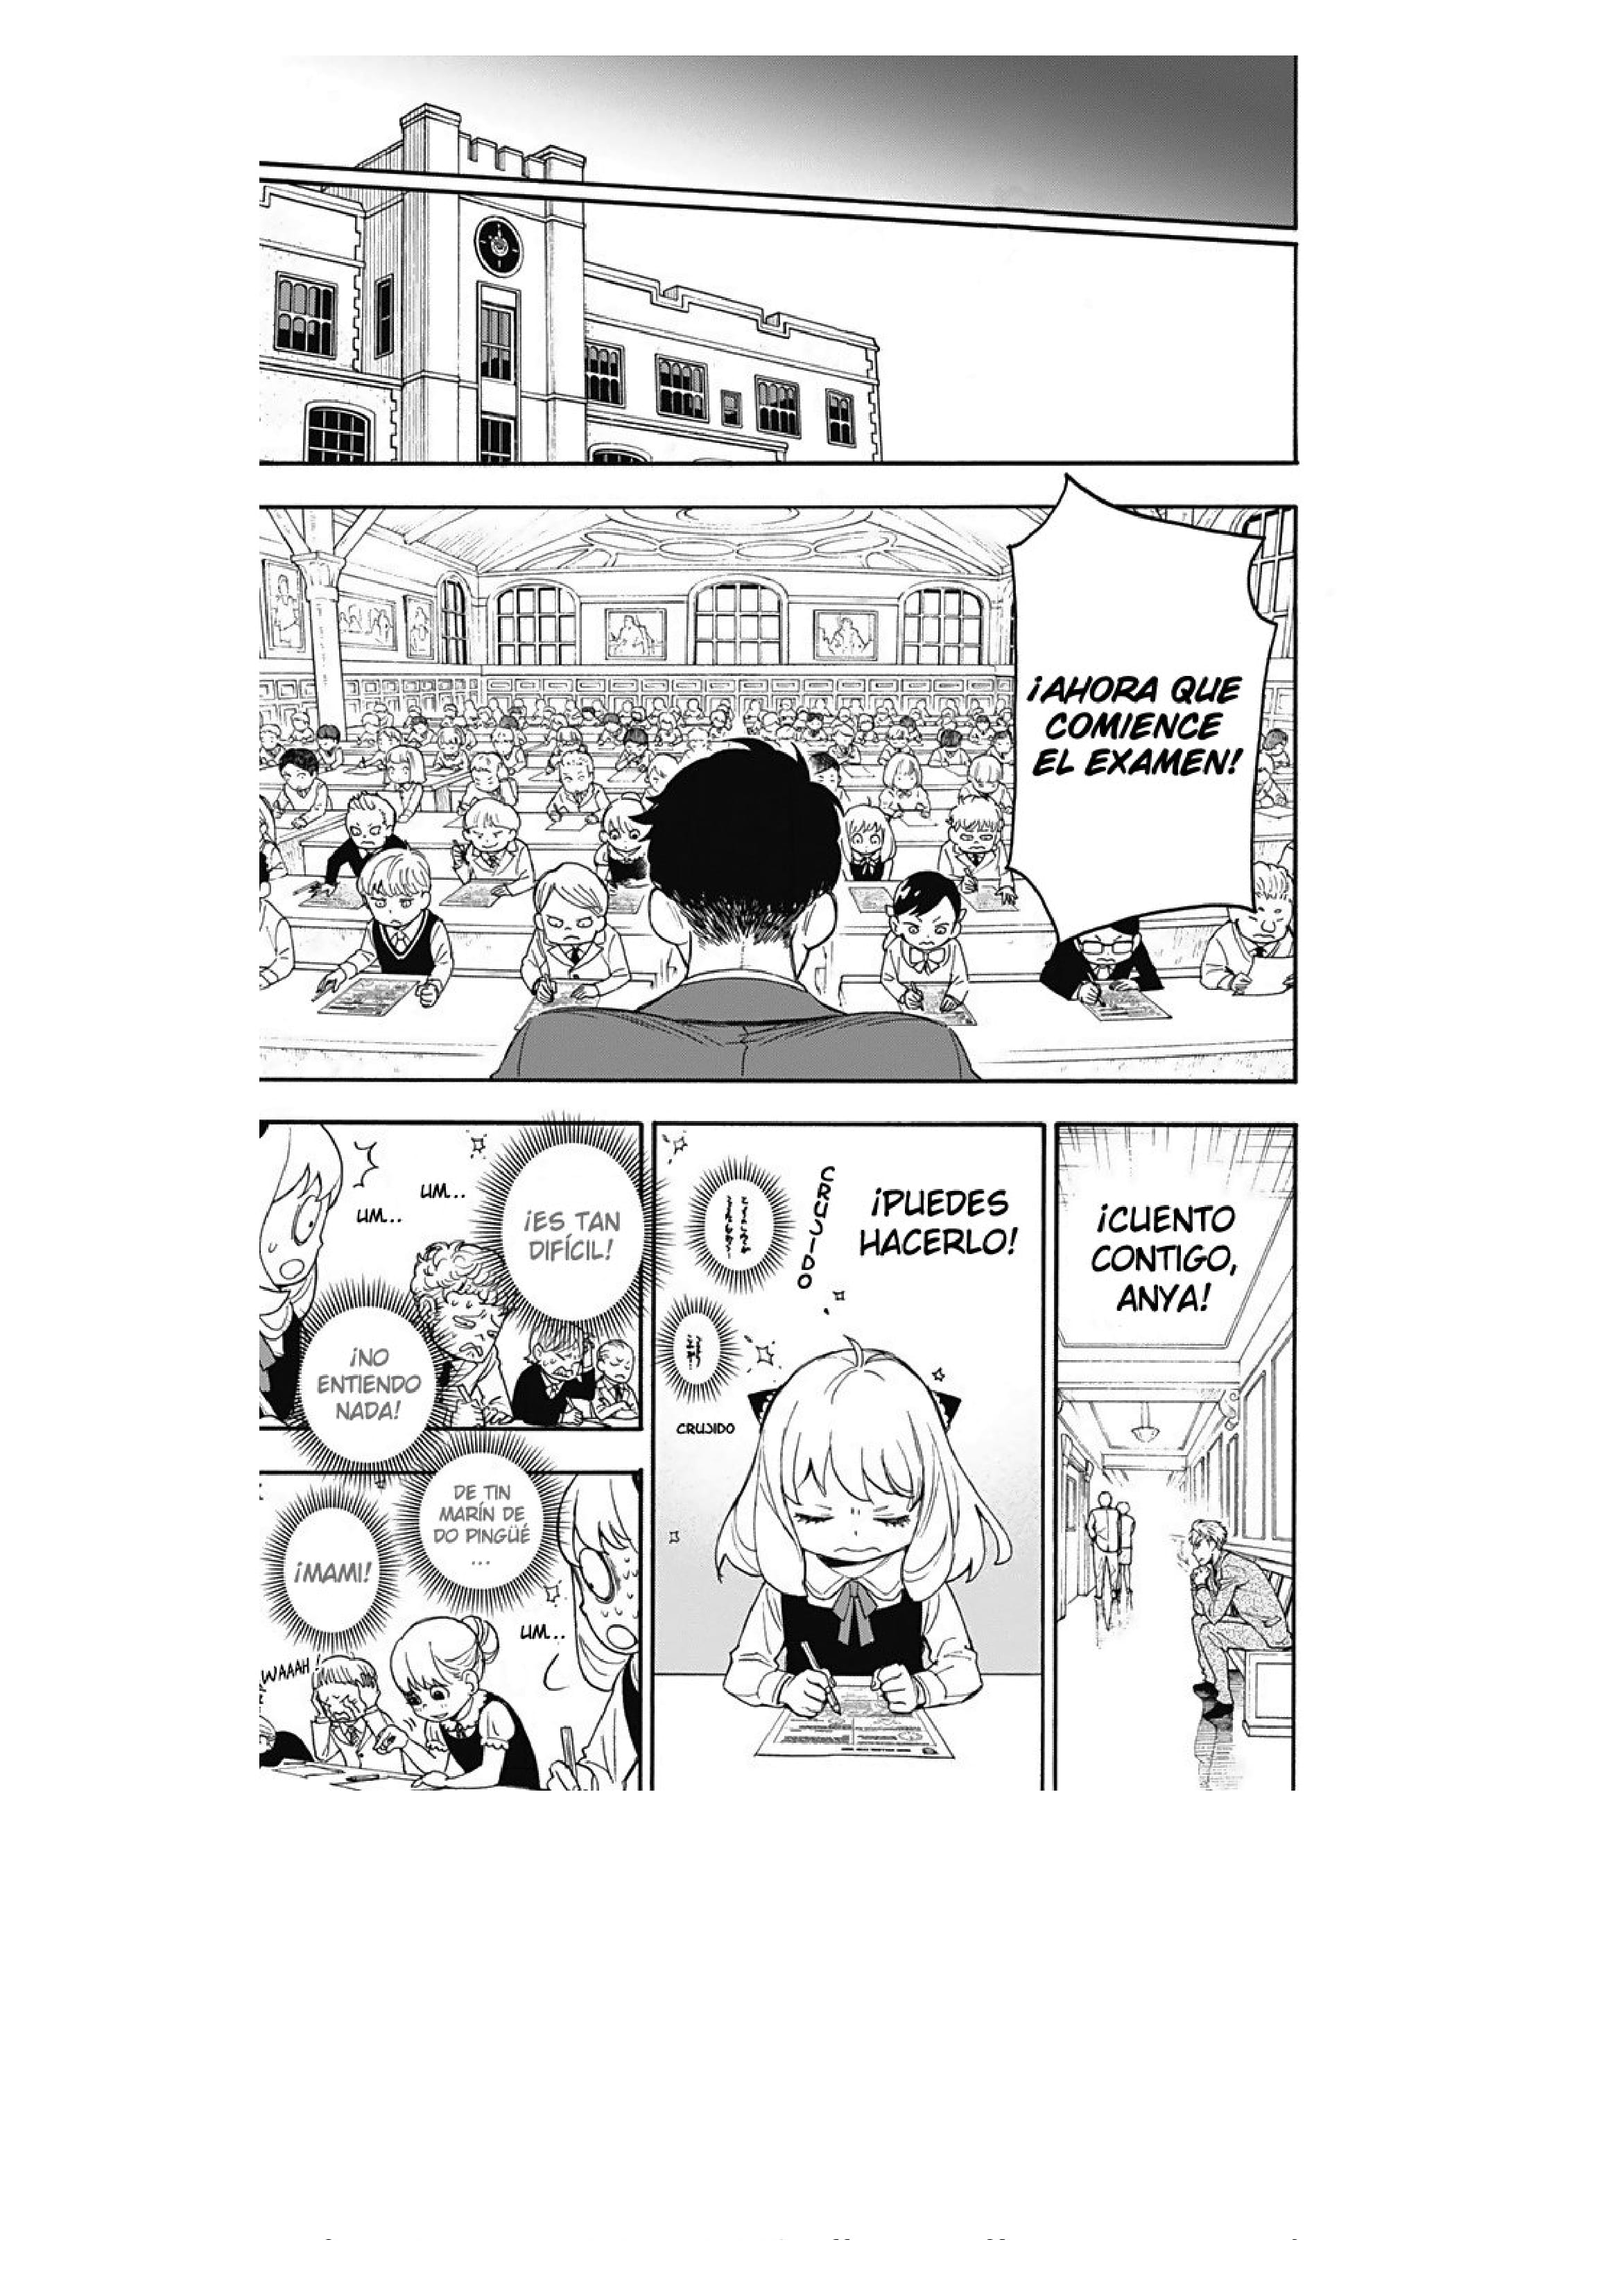 ¡AHORA QUE
COMIENCE
EL EXAMEN!
¡CUENTO
CONTIGO,
ANYA!
¡PUEDES
HACERLO!
CRUJIDO
CRUJIDO
¡ES TAN
DIFÍCIL!
UM...
UM...
¡NO
ENTIENDO
NADA!
DE TIN
MARÍN DE
DO PINGÜÉ
...
¡MAMI!
UM...
WAAAH!